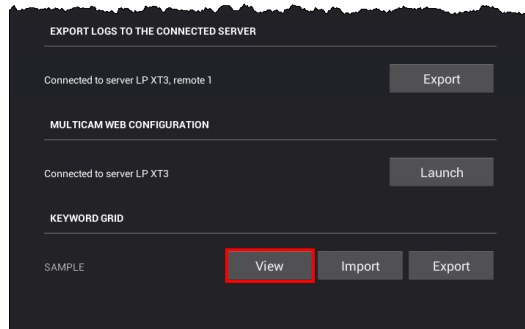 EXPORT LOGS TO THE CONNECTED SERVER
Connected to server LP XT3, remote 1 Export
MULTICAM WEB CONFIGURATION
Connected to server LP XT3 Launch
KEYWORD GRID
SAMPLE View Import Export